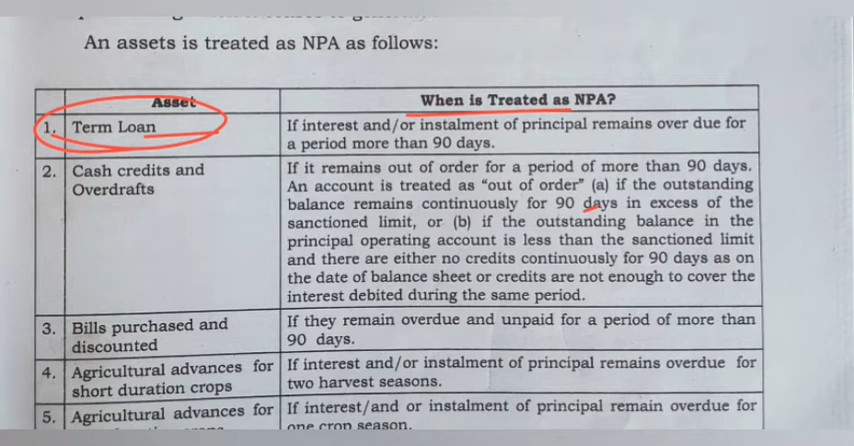 An assets is treated as NPA as follows:
Asset
When is Treated as NPA?
1. Term Loan
If interest and/or instalment of principal remains over due for
a period more than 90 days.
2. Cash credits and
Overdrafts
If it remains out of order for a period of more than 90 days.
An account is treated as “out of order” (a) if the outstanding
balance remains continuously for 90 days in excess of the
sanctioned limit, or (b) if the outstanding balance in the
principal operating account is less than the sanctioned limit
and there are either no credits continuously for 90 days as on
the date of balance sheet or credits are not enough to cover the
interest debited during the same period.
3. Bills purchased and
discounted
If they remain overdue and unpaid for a period of more than
90 days.
4. Agricultural advances for
short duration crops
If interest and/or instalment of principal remains overdue for
two harvest seasons.
5. Agricultural advances for
If interest/and or instalment of principal remain overdue for
one crop season.